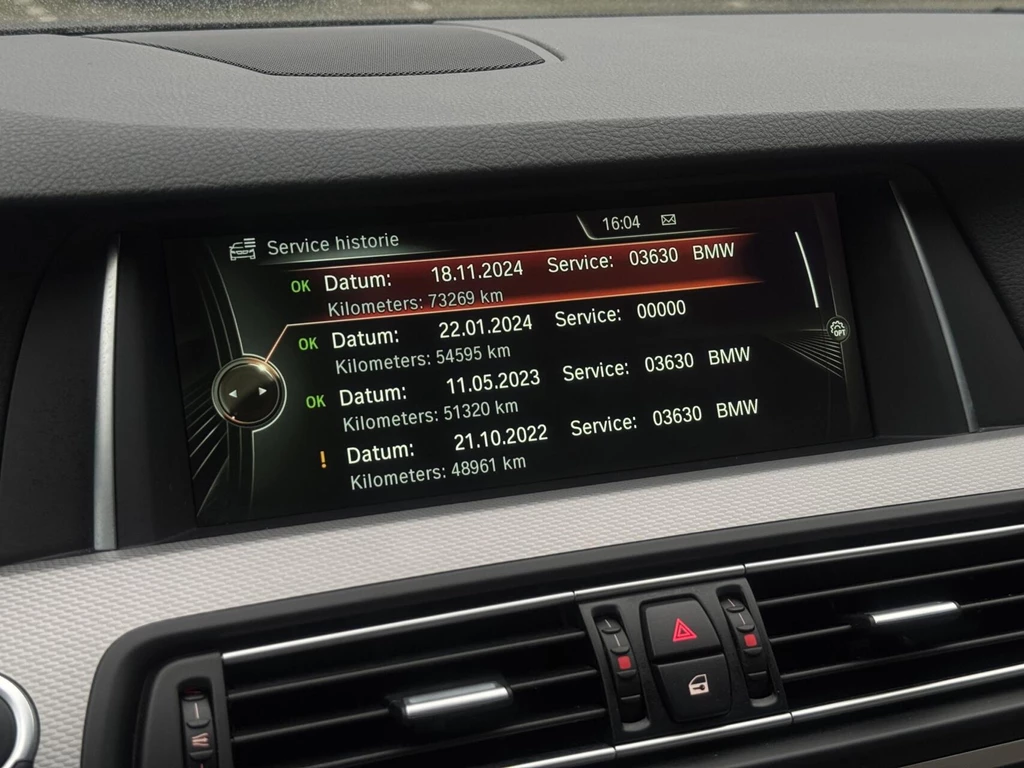 Service historie 16:04
OK Datum: 18.11.2024 Service: 03630 BMW
Kilometers: 73269 km
OK Datum: 22.01.2024 Service: 00000
Kilometers: 54595 km
OK Datum: 11.05.2023 Service: 03630 BMW
Kilometers: 51320 km
! Datum: 21.10.2022 Service: 03630 BMW
Kilometers: 48961 km
OPT